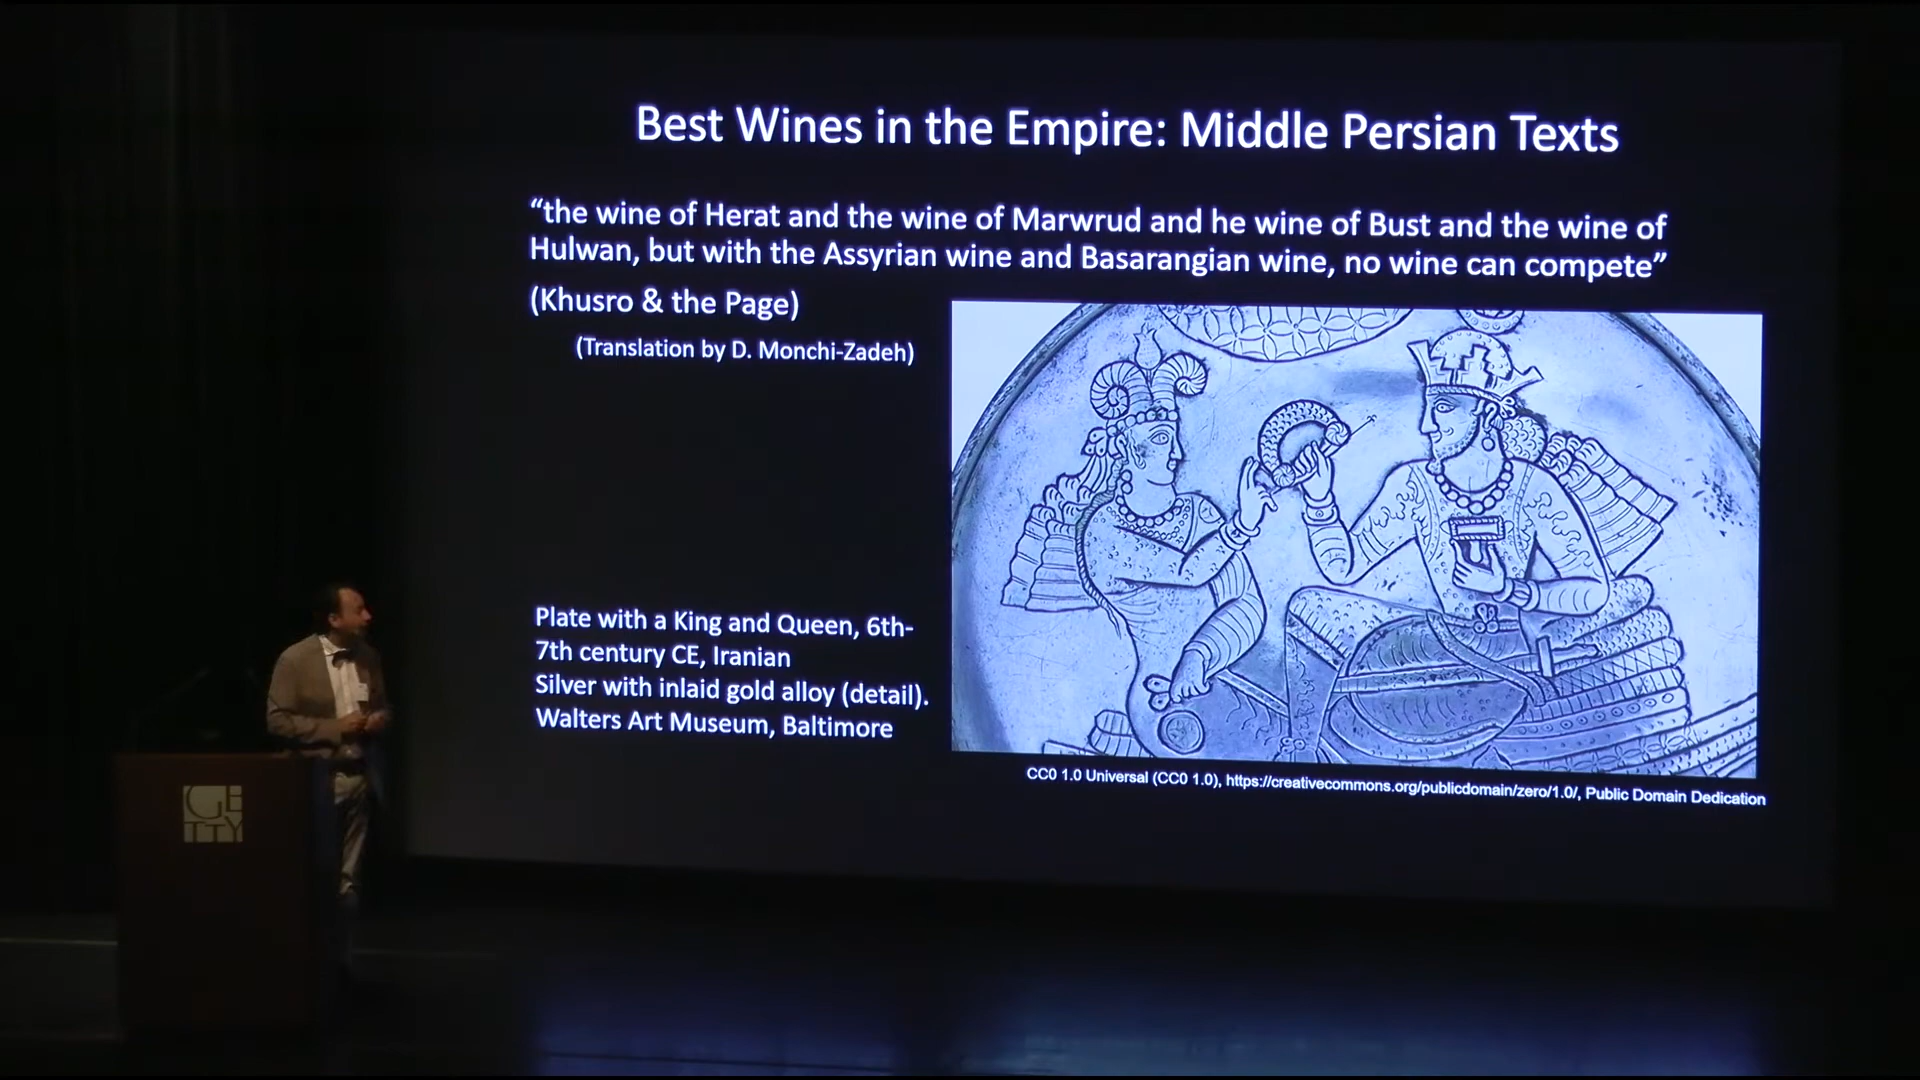 Best Wines in the Empire: Middle Persian Texts
“the wine of Herat and the wine of Marwrud and he wine of Bust and the wine of
Hulwan, but with the Assyrian wine and Basarangian wine, no wine can compete”
(Khusro & the Page)
(Translation by D. Monchi-Zadeh)
Plate with a King and Queen, 6th-
7th century CE, Iranian
Silver with inlaid gold alloy (detail).
Walters Art Museum, Baltimore
CC0 1.0 Universal (CC0 1.0), https://creativecommons.org/publicdomain/zero/1.0/, Public Domain Dedication
GE
TTY